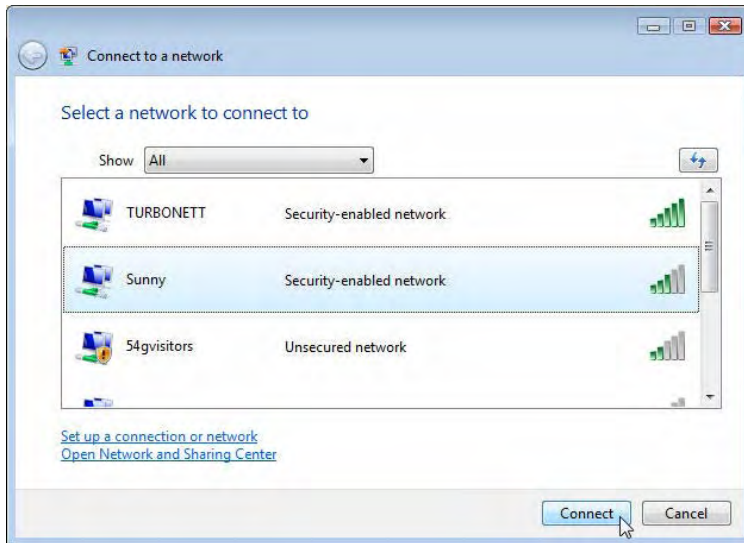 Connect to a network
Select a network to connect to
Show All
TURBONETT Security-enabled network
Sunny Security-enabled network
54gvisitors Unsecured network
Set up a connection or network
Open Network and Sharing Center
Connect Cancel